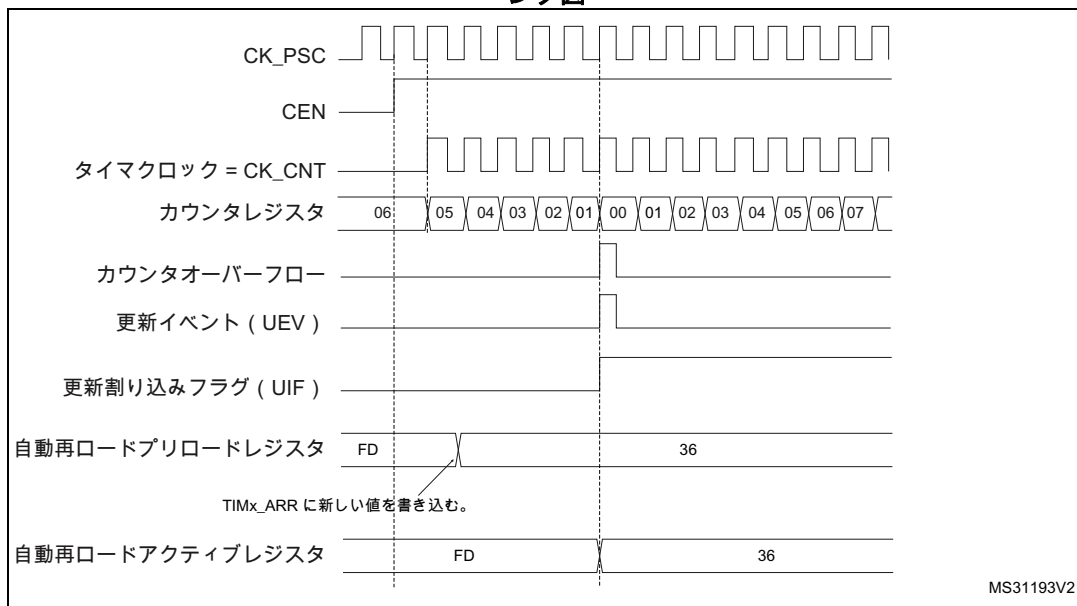 CK_PSC
CEN
タイマクロック = CK_CNT
カウンタレジスタ 06 05 04 03 02 01 00 01 02 03 04 05 06 07
カウンタオーバーフロー
更新イベント ( UEV )
更新割り込みフラグ ( UIF )
自動再ロードプリロードレジスタ FD 36
TIMx_ARR に新しい値を書き込む。
自動再ロードアクティブレジスタ FD 36
MS31193V2